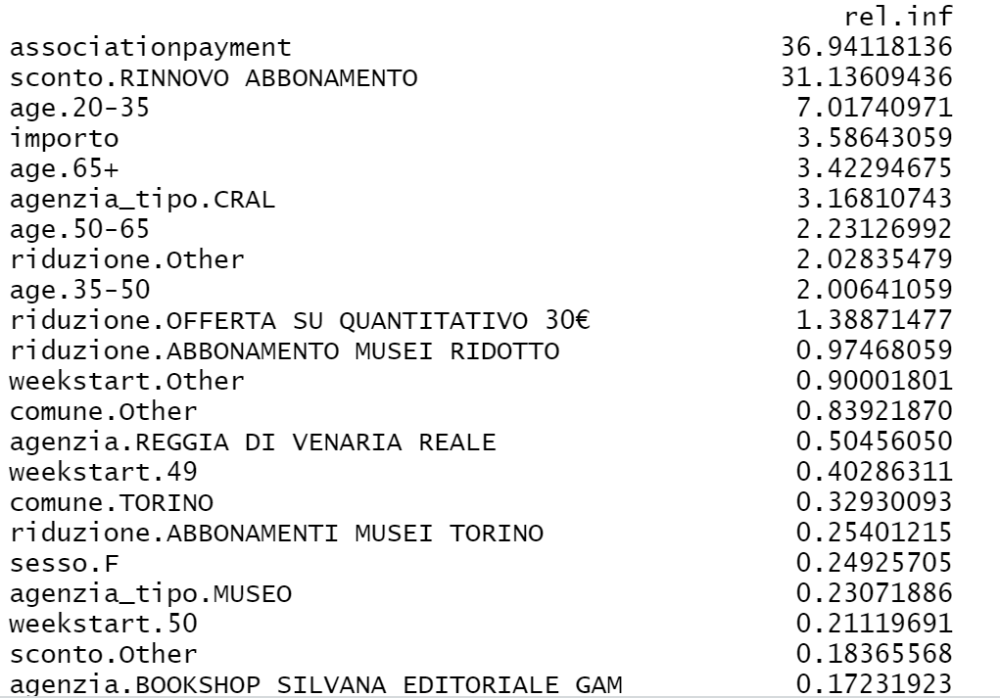 rel.inf
associationpayment 36.94118136
sconto.RINNOVO ABBONAMENTO 31.13609436
age.20-35 7.01740971
importo 3.58643059
age.65+ 3.42294675
agenzia_tipo.CRAL 3.16810743
age.50-65 2.23126992
riduzione.Other 2.02835479
age.35-50 2.00641059
riduzione.OFFERTA SU QUANTITATIVO 30€ 1.38871477
riduzione.ABBONAMENTO MUSEI RIDOTTO 0.97468059
weekstart.Other 0.90001801
comune.Other 0.83921870
agenzia.REGGIA DI VENARIA REALE 0.50456050
weekstart.49 0.40286311
comune.TORINO 0.32930093
riduzione.ABBONAMENTI MUSEI TORINO 0.25401215
sesso.F 0.24925705
agenzia_tipo.MUSEO 0.23071886
weekstart.50 0.21119691
sconto.Other 0.18365568
agenzia.BOOKSHOP SILVANA EDITORIALE GAM 0.17231923